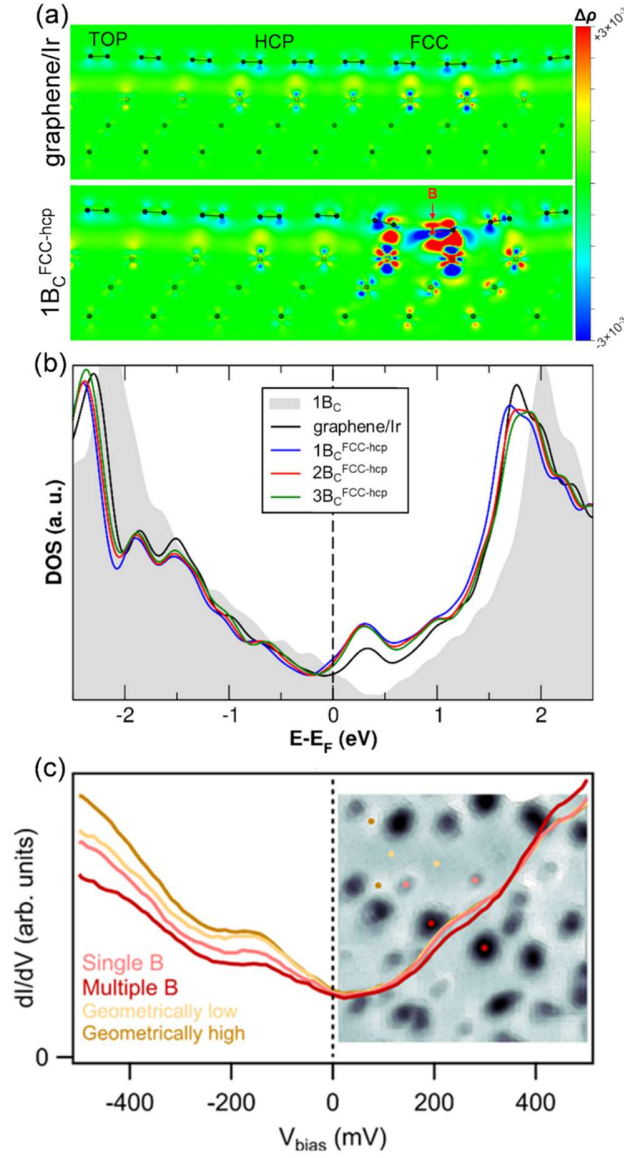 (a)
Δρ
TOP HCP FCC
+3×10⁻³
graphene/Ir
B
1B_C^FCC-hcp
-3×10⁻³
(b)
1B_C
graphene/Ir
1B_C^FCC-hcp
2B_C^FCC-hcp
3B_C^FCC-hcp
DOS (a. u.)
-2 -1 0 1 2
E-E_F (eV)
(c)
dI/dV (arb. units)
Single B
Multiple B
Geometrically low
Geometrically high
0
-400 -200 0 200 400
V_bias (mV)